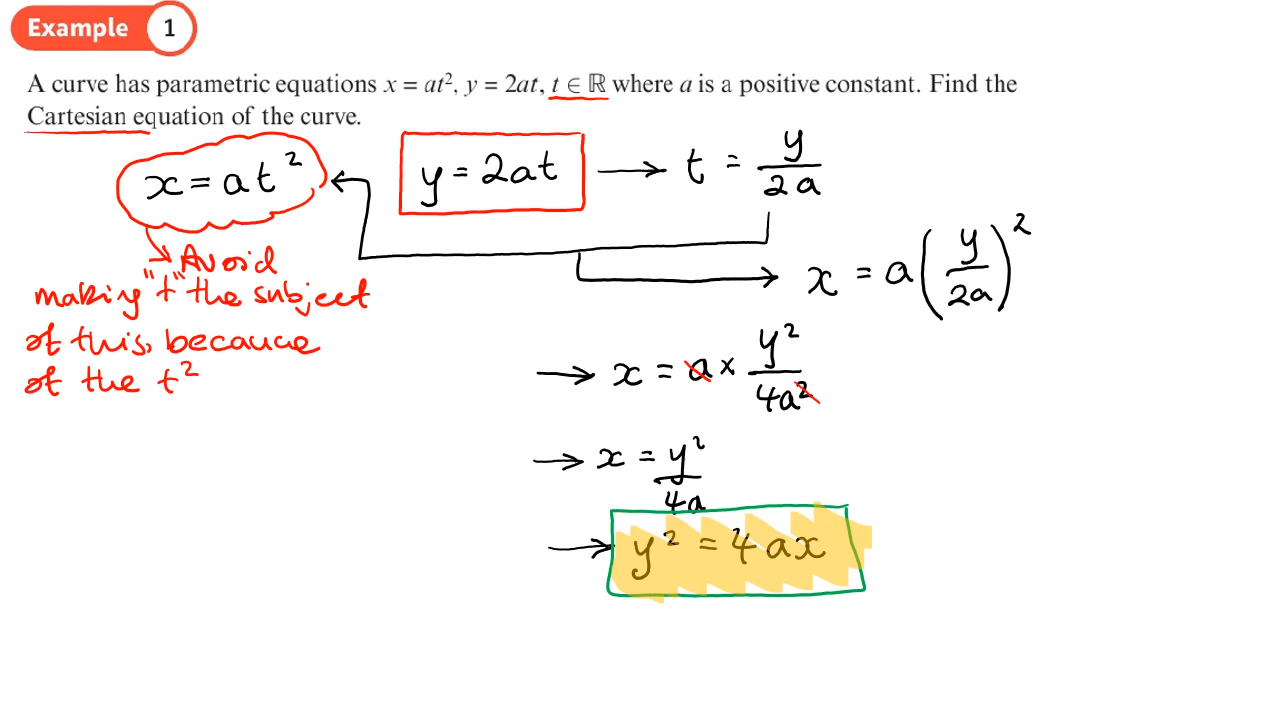 Example 1
A curve has parametric equations x = at², y = 2at, t ∈ ℝ where a is a positive constant. Find the
Cartesian equation of the curve.
x = at²
y = 2at → t = y/2a
→ Avoid
making "t" the subject
of this, because
of the t²
x = a(y/2a)²
→ x = a × y²/4a²
→ x = y²/4a
→ y² = 4ax